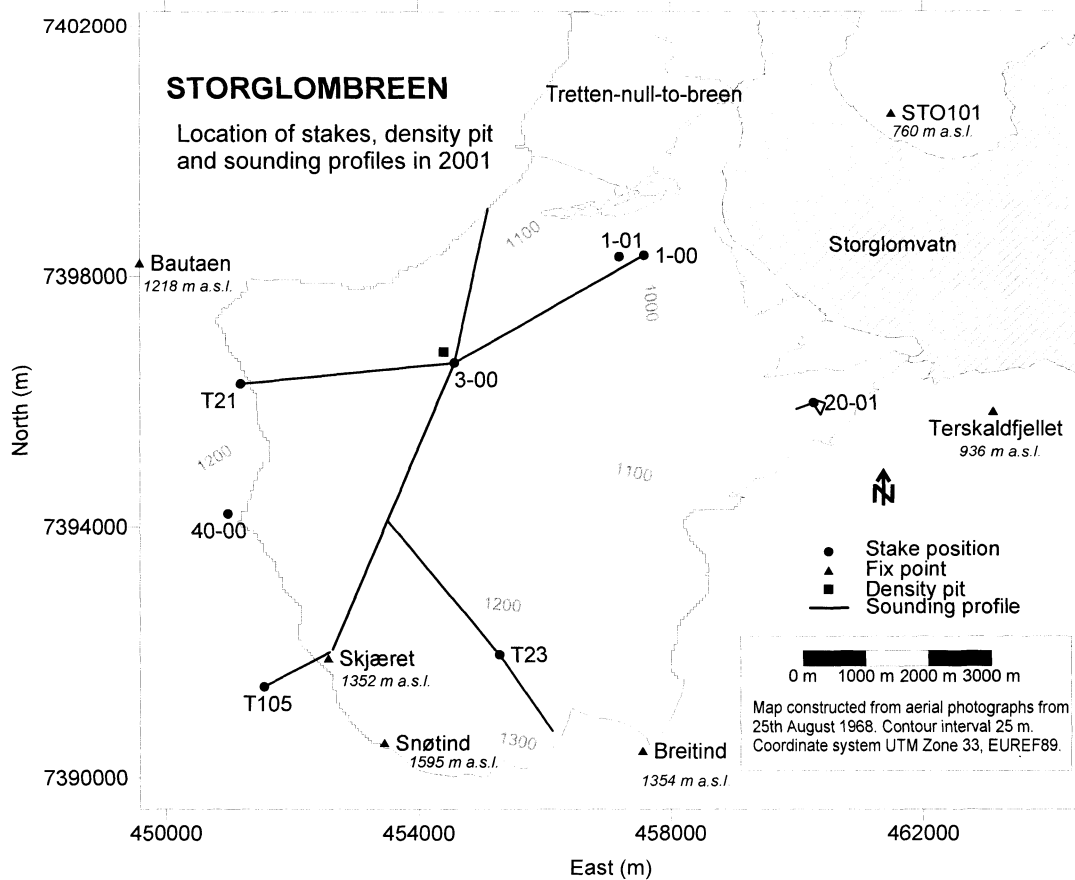 7402000
STORGLOMBREEN
Location of stakes, density pit
and sounding profiles in 2001
Tretten-null-to-breen
STO101
760 m a.s.l.
1100
1-01
1-00
Storglomvatn
7398000
Bautaen
1218 m a.s.l.
1000
3-00
T21
20-01
Terskaldfjellet
936 m a.s.l.
North (m)
1200
1100
N
40-00
7394000
Stake position
Fix point
Density pit
Sounding profile
1200
T23
Skjæret
1352 m a.s.l.
T105
0 m 1000 m 2000 m 3000 m
Map constructed from aerial photographs from
25th August 1968. Contour interval 25 m.
Coordinate system UTM Zone 33, EUREF89.
Snøtind
1595 m a.s.l.
1300
Breitind
1354 m a.s.l.
7390000
450000 454000 458000 462000
East (m)